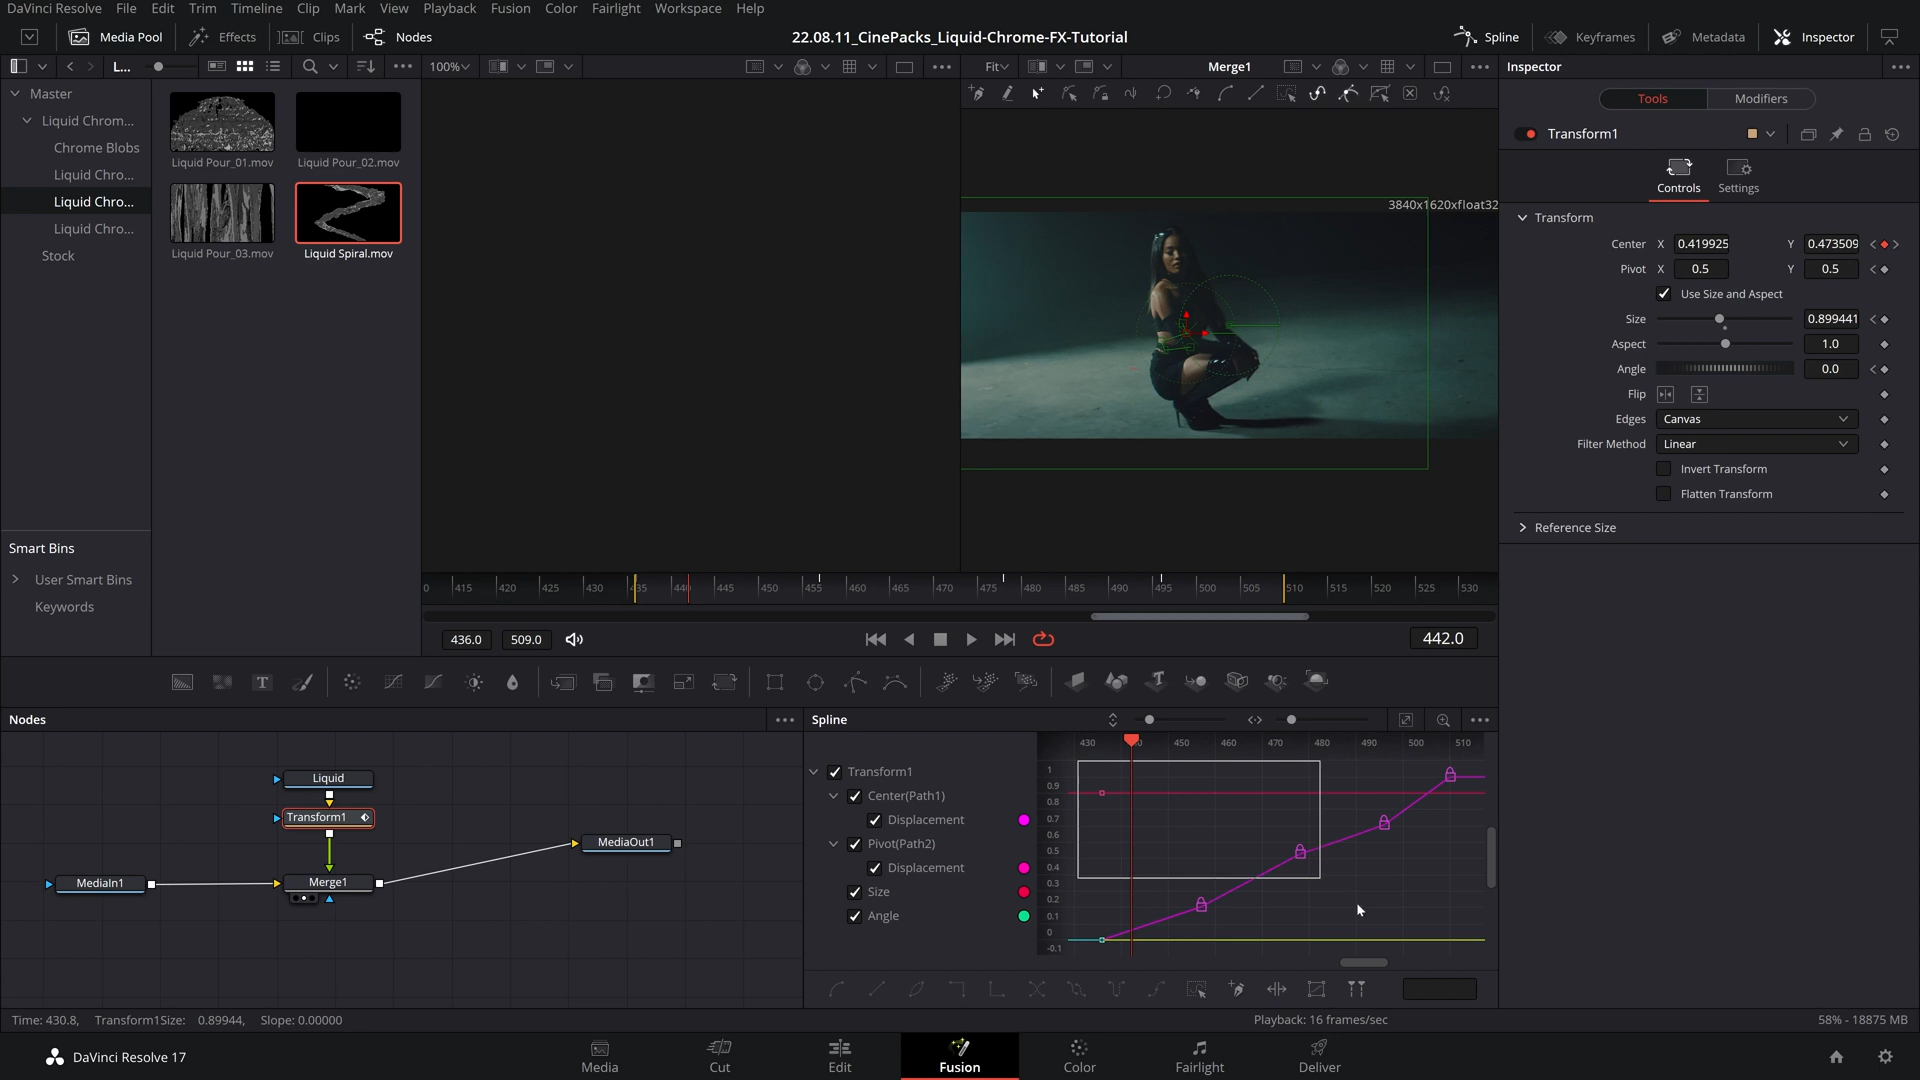 DaVinci Resolve File Edit Trim Timeline Clip Mark View Playback Fusion Color Fairlight Workspace Help
Media Pool Effects Clips Nodes 22.08.11_CinePacks_Liquid-Chrome-FX-Tutorial Spline Keyframes Metadata Inspector
L... 100% Fit Merge1 Inspector
Tools Modifiers
Transform1
Controls Settings
Master
Liquid Chrom...
Chrome Blobs
Liquid Chro...
Liquid Chro...
Liquid Chro...
Stock
Liquid Pour_01.mov Liquid Pour_02.mov
Liquid Pour_03.mov Liquid Spiral.mov
3840x1620xfloat32
Transform
Center X 0.419925 Y 0.473509
Pivot X 0.5 Y 0.5
Use Size and Aspect
Size 0.899441
Aspect 1.0
Angle 0.0
Flip
Edges Canvas
Filter Method Linear
Invert Transform
Flatten Transform
Reference Size
Smart Bins
User Smart Bins
Keywords
0 415 420 425 430 435 440 445 450 455 460 465 470 475 480 485 490 495 500 505 510 515 520 525 530
436.0 509.0 442.0
Nodes
Liquid
Transform1
MediaIn1
Merge1
MediaOut1
Spline
430 450 460 470 480 490 500 510
Transform1
Center(Path1)
Displacement
Pivot(Path2)
Displacement
Size
Angle
1
0.9
0.8
0.7
0.6
0.5
0.4
0.3
0.2
0.1
0
-0.1
Time: 430.8, Transform1Size: 0.89944, Slope: 0.00000 Playback: 16 frames/sec 58% - 18875 MB
DaVinci Resolve 17 Media Cut Edit Fusion Color Fairlight Deliver